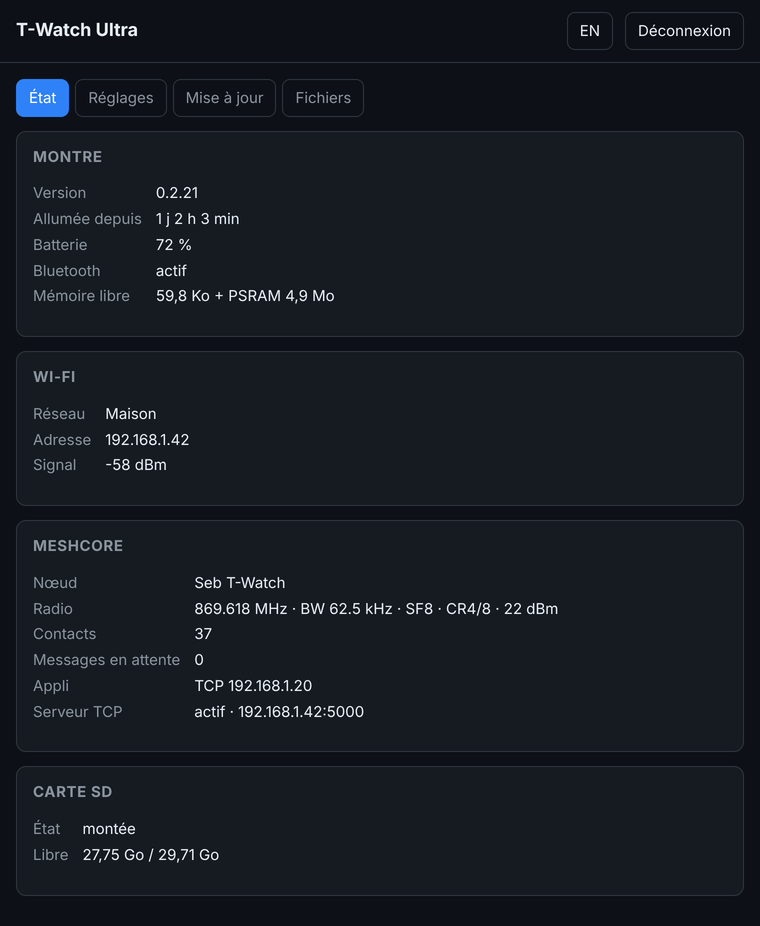 T-Watch Ultra
EN
Déconnexion
État
Réglages
Mise à jour
Fichiers
MONTRE
Version 0.2.21
Allumée depuis 1 j 2 h 3 min
Batterie 72 %
Bluetooth actif
Mémoire libre 59,8 Ko + PSRAM 4,9 Mo
WI-FI
Réseau Maison
Adresse 192.168.1.42
Signal -58 dBm
MESHCORE
Nœud Seb T-Watch
Radio 869.618 MHz · BW 62.5 kHz · SF8 · CR4/8 · 22 dBm
Contacts 37
Messages en attente 0
Appli TCP 192.168.1.20
Serveur TCP actif · 192.168.1.42:5000
CARTE SD
État montée
Libre 27,75 Go / 29,71 Go